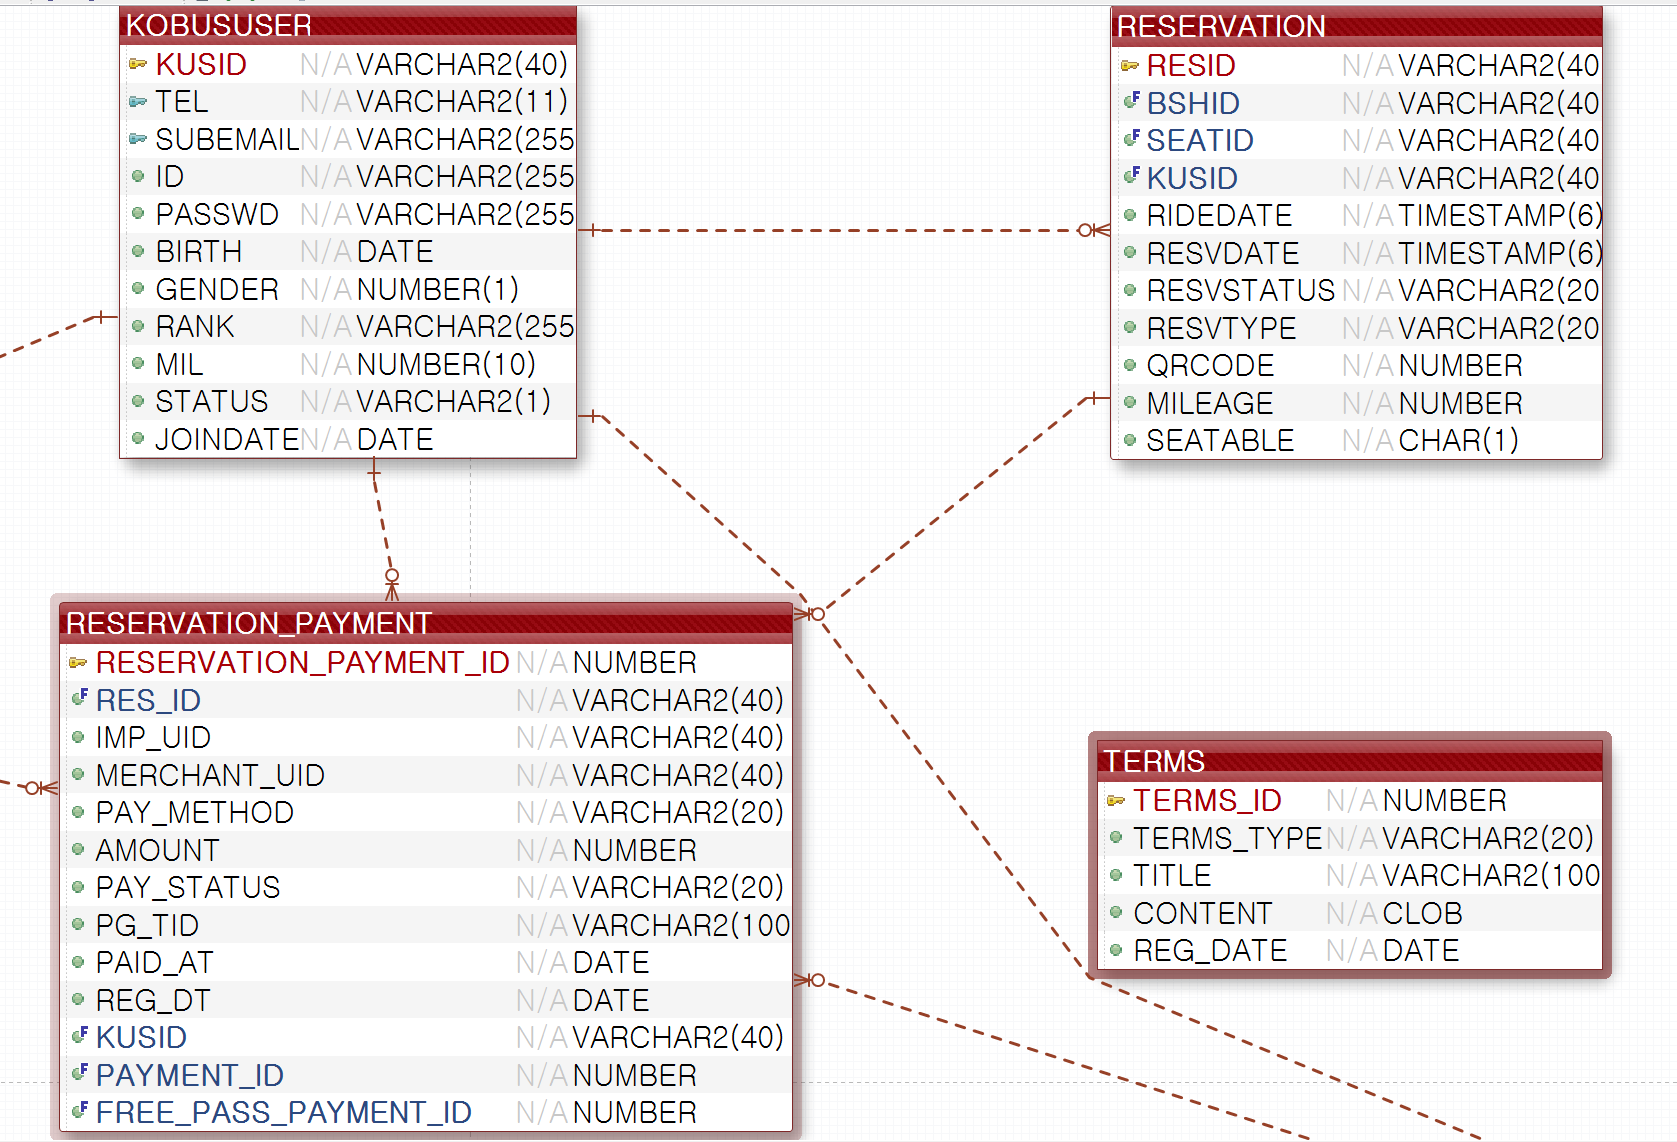 KOBUSUSER
KUSID N/A VARCHAR2(40)
TEL N/A VARCHAR2(11)
SUBEMAIL N/A VARCHAR2(255
ID N/A VARCHAR2(255
PASSWD N/A VARCHAR2(255
BIRTH N/A DATE
GENDER N/A NUMBER(1)
RANK N/A VARCHAR2(255
MIL N/A NUMBER(10)
STATUS N/A VARCHAR2(1)
JOINDATE N/A DATE
RESERVATION
RESID N/A VARCHAR2(40
BSHID N/A VARCHAR2(40
SEATID N/A VARCHAR2(40
KUSID N/A VARCHAR2(40
RIDEDATE N/A TIMESTAMP(6)
RESVDATE N/A TIMESTAMP(6)
RESVSTATUS N/A VARCHAR2(20
RESVTYPE N/A VARCHAR2(20
QRCODE N/A NUMBER
MILEAGE N/A NUMBER
SEATABLE N/A CHAR(1)
RESERVATION_PAYMENT
RESERVATION_PAYMENT_ID N/A NUMBER
RES_ID N/A VARCHAR2(40)
IMP_UID N/A VARCHAR2(40)
MERCHANT_UID N/A VARCHAR2(40)
PAY_METHOD N/A VARCHAR2(20)
AMOUNT N/A NUMBER
PAY_STATUS N/A VARCHAR2(20)
PG_TID N/A VARCHAR2(100
PAID_AT N/A DATE
REG_DT N/A DATE
KUSID N/A VARCHAR2(40)
PAYMENT_ID N/A NUMBER
FREE_PASS_PAYMENT_ID N/A NUMBER
TERMS
TERMS_ID N/A NUMBER
TERMS_TYPE N/A VARCHAR2(20)
TITLE N/A VARCHAR2(100
CONTENT N/A CLOB
REG_DATE N/A DATE